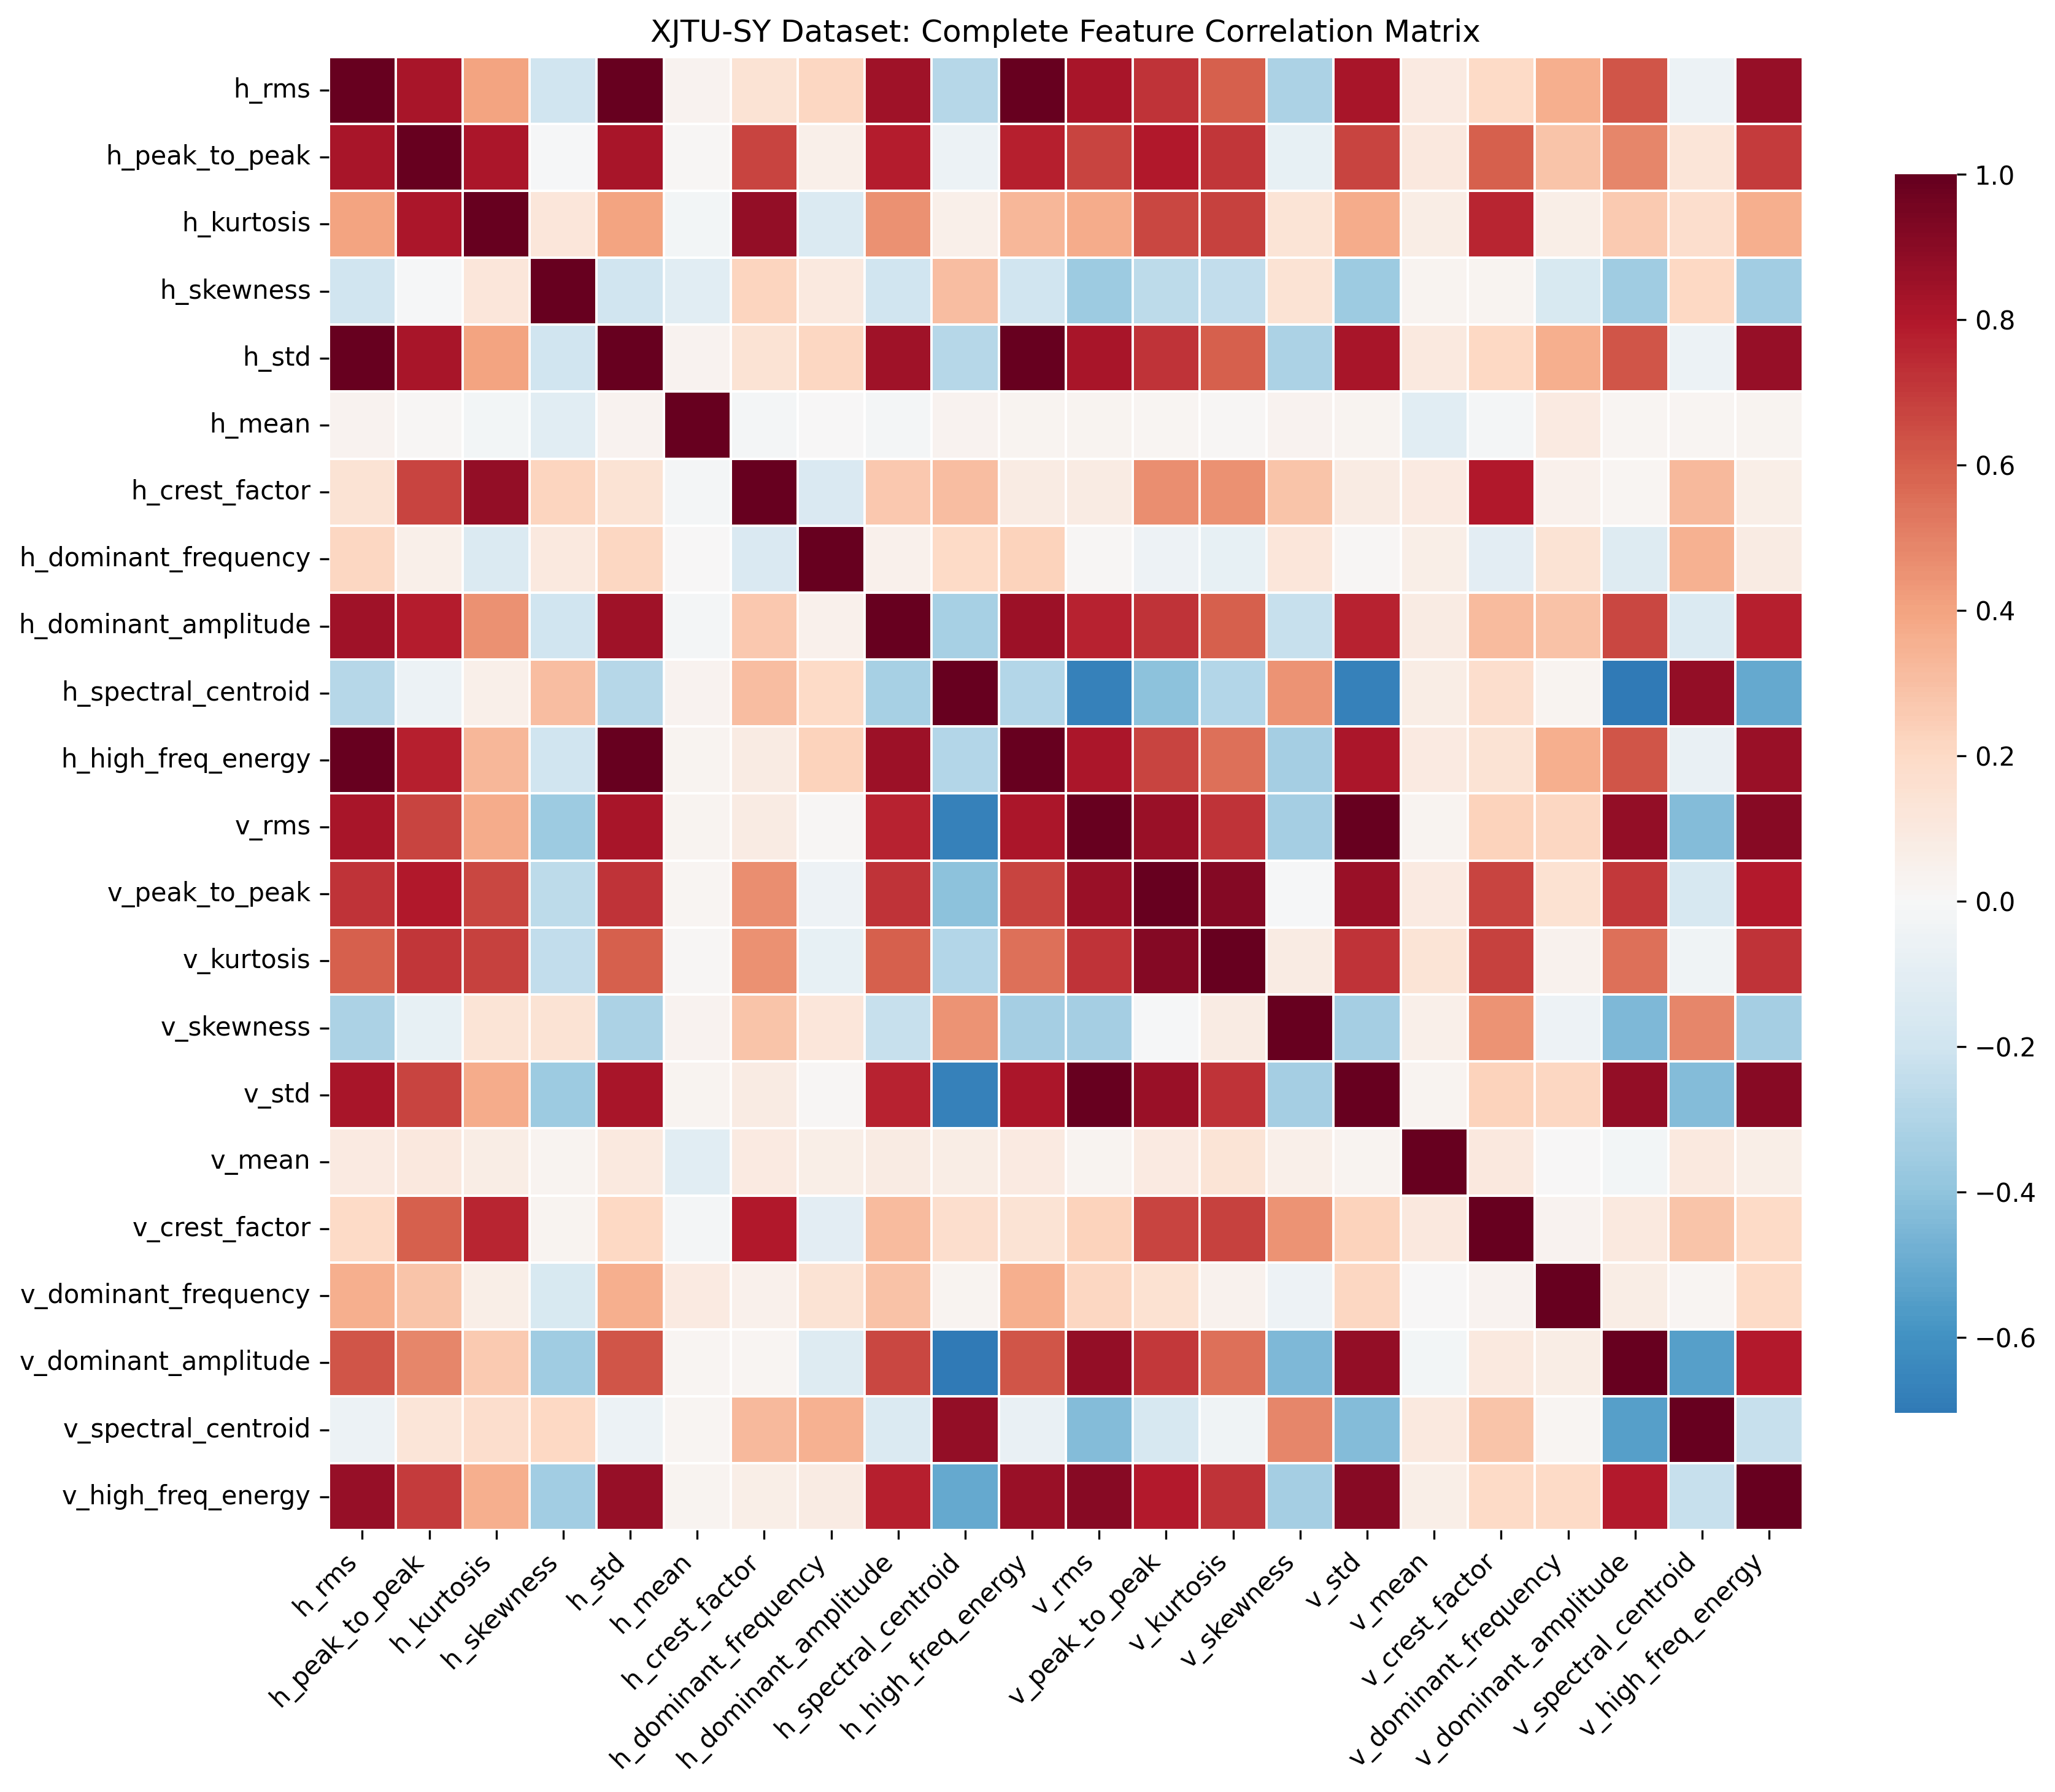 XJTU-SY Dataset: Complete Feature Correlation Matrix
h_rms
h_peak_to_peak
h_kurtosis
h_skewness
h_std
h_mean
h_crest_factor
h_dominant_frequency
h_dominant_amplitude
h_spectral_centroid
h_high_freq_energy
v_rms
v_peak_to_peak
v_kurtosis
v_skewness
v_std
v_mean
v_crest_factor
v_dominant_frequency
v_dominant_amplitude
v_spectral_centroid
v_high_freq_energy
h_rms
h_peak_to_peak
h_kurtosis
h_skewness
h_std
h_mean
h_crest_factor
h_dominant_frequency
h_dominant_amplitude
h_spectral_centroid
h_high_freq_energy
v_rms
v_peak_to_peak
v_kurtosis
v_skewness
v_std
v_mean
v_crest_factor
v_dominant_frequency
v_dominant_amplitude
v_spectral_centroid
v_high_freq_energy
1.0
0.8
0.6
0.4
0.2
0.0
−0.2
−0.4
−0.6